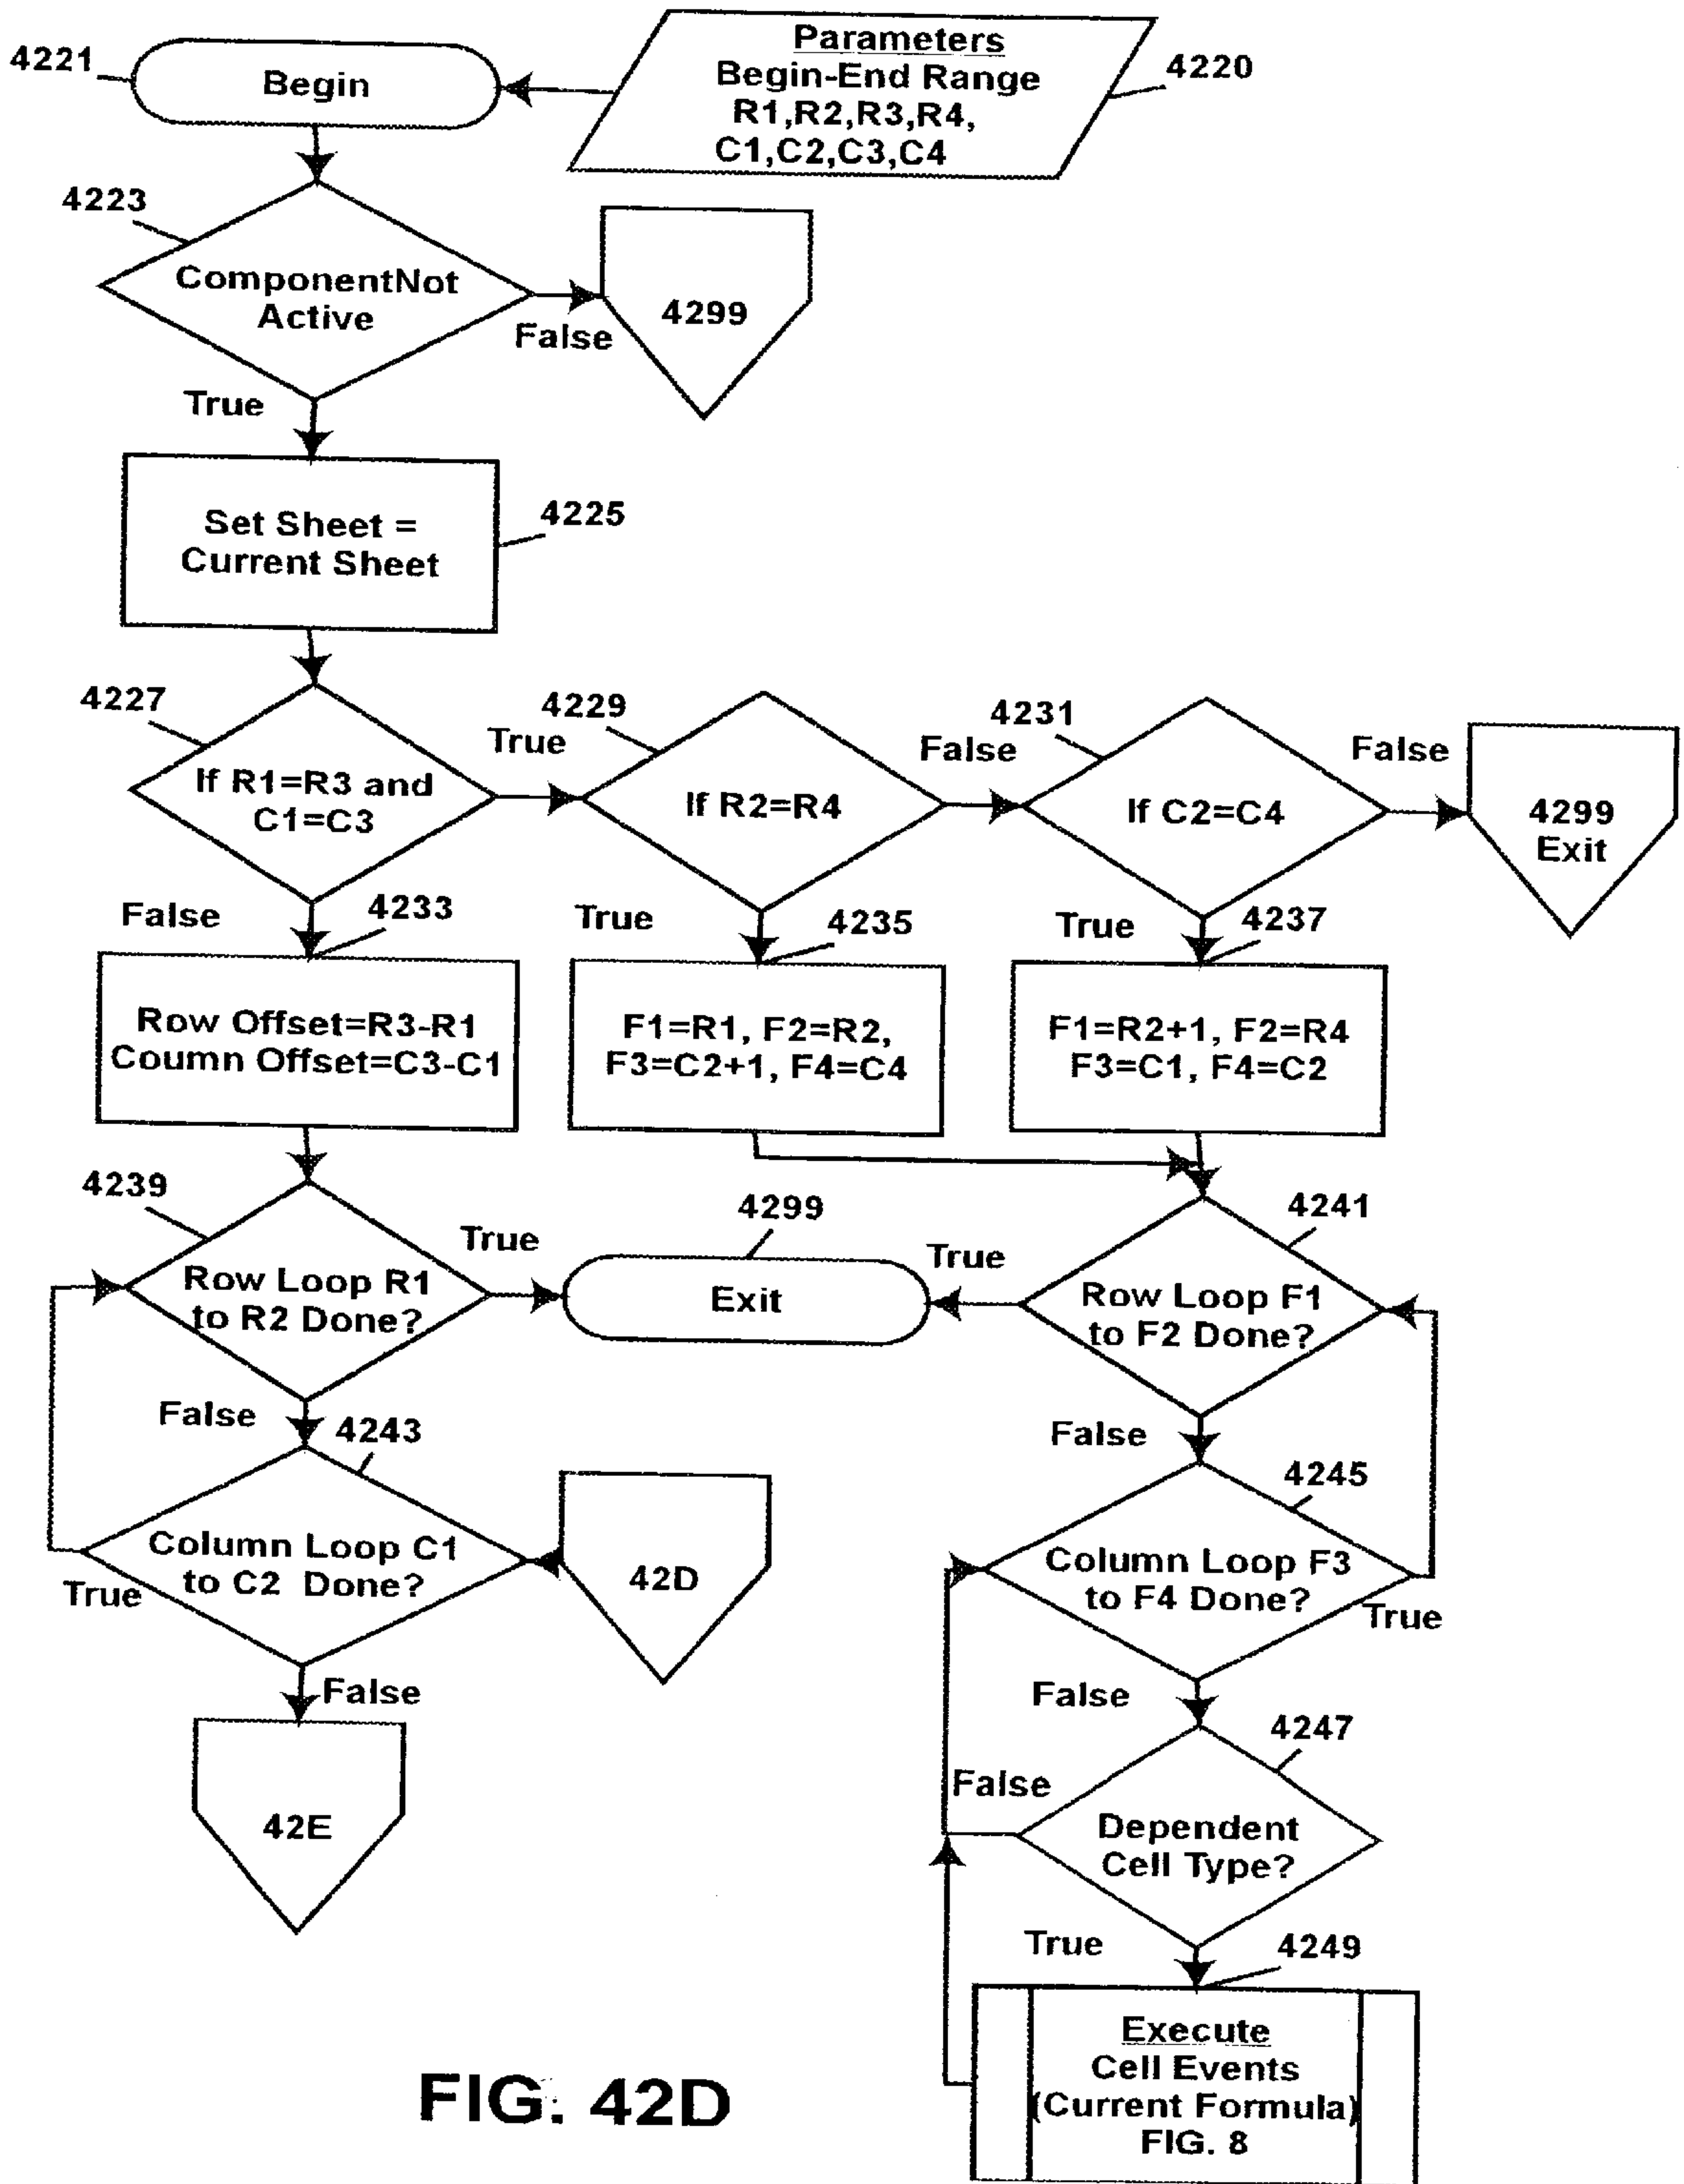 4221
Begin
Parameters
Begin-End Range
R1,R2,R3,R4,
C1,C2,C3,C4
4220
4223
ComponentNot
Active
False
4299
True
Set Sheet =
Current Sheet
4225
4227
If R1=R3 and
C1=C3
True
4229
If R2=R4
False
4231
If C2=C4
False
4299
Exit
False
4233
Row Offset=R3-R1
Coumn Offset=C3-C1
True
4235
F1=R1, F2=R2,
F3=C2+1, F4=C4
True
4237
F1=R2+1, F2=R4
F3=C1, F4=C2
4239
Row Loop R1
to R2 Done?
True
4299
Exit
True
4241
Row Loop F1
to F2 Done?
False
4243
Column Loop C1
to C2 Done?
True
42D
False
42E
False
4245
Column Loop F3
to F4 Done?
True
False
4247
False
Dependent
Cell Type?
True
4249
Execute
Cell Events
(Current Formula)
FIG. 8
FIG. 42D